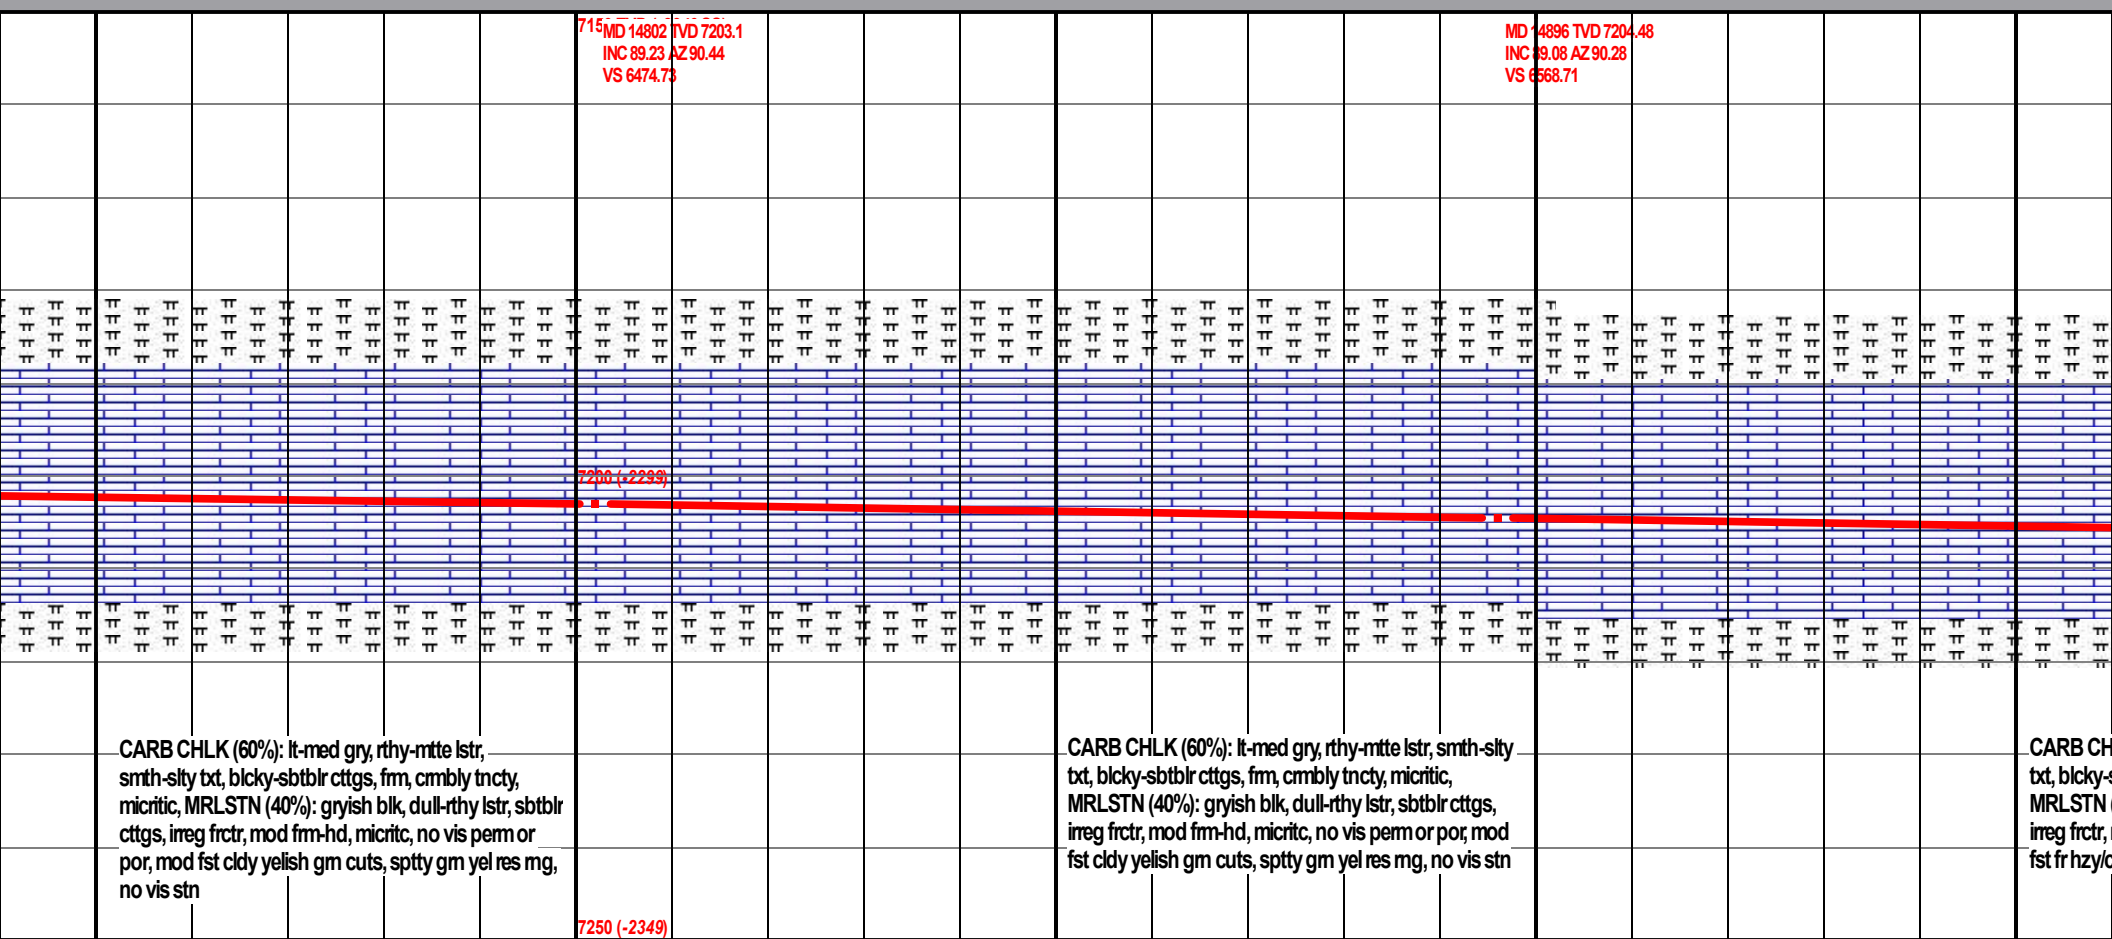 715
MD 14802 TVD 7203.1
INC 89.23 AZ 90.44
VS 6474.73
MD 14896 TVD 7204.48
INC 89.08 AZ 90.28
VS 6568.71
7200 (-2299)
CARB CHLK (60%): lt-med gry, rthy-mtte lstr,
smth-slty txt, blcky-sbtblr cttgs, frm, crmbly tncty,
micritic, MRLSTN (40%): gryish blk, dull-rthy lstr, sbtblr
cttgs, irreg frctr, mod frm-hd, micritc, no vis perm or
por, mod fst cldy yelish grn cuts, sptty grn yel res rng,
no vis stn
CARB CHLK (60%): lt-med gry, rthy-mtte lstr, smth-slty
txt, blcky-sbtblr cttgs, frm, crmbly tncty, micritic,
MRLSTN (40%): gryish blk, dull-rthy lstr, sbtblr cttgs,
irreg frctr, mod frm-hd, micritc, no vis perm or por, mod
fst cldy yelish grn cuts, sptty grn yel res rng, no vis stn
CARB CH
txt, blcky-s
MRLSTN (
irreg frctr,
fst fr hzy/c
7250 (-2349)